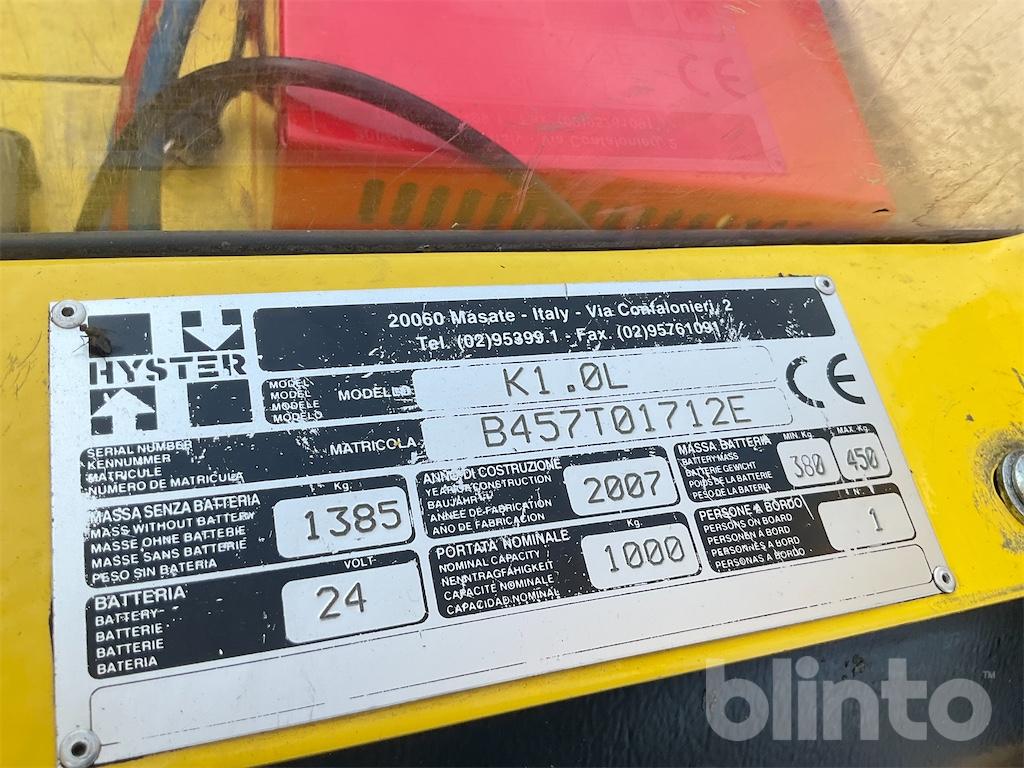 HYSTER
20060 Masate - Italy - Via Confalonieri, 2
Tel. (02)95399.1 - Fax. (02)95761091
MODEL
MODEL
MODELE
MODELO
MODELLO
K1.0L
CE
SERIAL NUMBER
KENNUMMER
MATRICULE
NÚMERO DE MATRICULA
MATRICOLA
B457T01712E
MASSA SENZA BATTERIA
MASS WITHOUT BATTERY
MASSE OHNE BATTERIE
MASSE SANS BATTERIE
PESO SIN BATERIA
Kg.
1385
ANNO DI COSTRUZIONE
YEAR OF CONSTRUCTION
BAUJAHR
ANNEE DE FABRICATION
ANO DE FABRICACION
2007
MASSA BATTERIA
BATTERY MASS
BATTERIE GEWICHT
POIDS DE LA BATTERIE
PESO DE LA BATERIA
MIN. Kg.
380
MAX. Kg.
450
BATTERIA
BATTERY
BATTERIE
BATTERIE
BATERIA
VOLT
24
PORTATA NOMINALE
NOMINAL CAPACITY
NENNTRAGFÄHIGKEIT
CAPACITÉ NOMINALE
CAPACIDAD NOMINAL
Kg.
1000
PERSONE A BORDO
PERSONS ON BOARD
PERSONEN AN BORD
PERSONNES A BORD
PERSONAS A BORDO
N.
1
blinto™